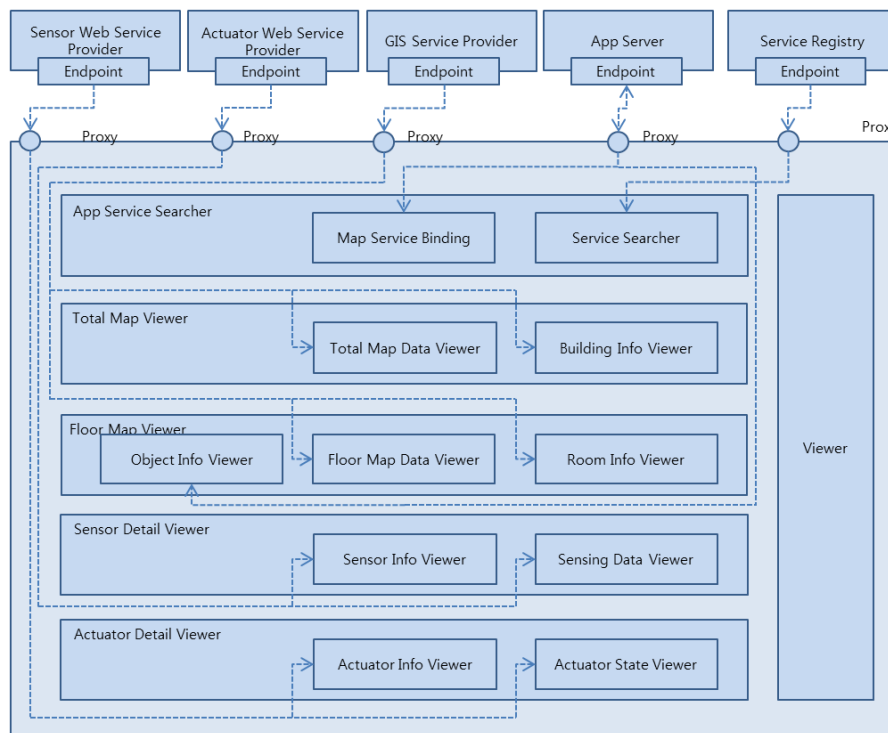 Sensor Web Service
Provider
Endpoint
Actuator Web Service
Provider
Endpoint
GIS Service Provider
Endpoint
App Server
Endpoint
Service Registry
Endpoint
Proxy
Proxy
Proxy
Proxy
Prox
App Service Searcher
Map Service Binding
Service Searcher
Total Map Viewer
Total Map Data Viewer
Building Info Viewer
Floor Map Viewer
Object Info Viewer
Floor Map Data Viewer
Room Info Viewer
Viewer
Sensor Detail Viewer
Sensor Info Viewer
Sensing Data Viewer
Actuator Detail Viewer
Actuator Info Viewer
Actuator State Viewer